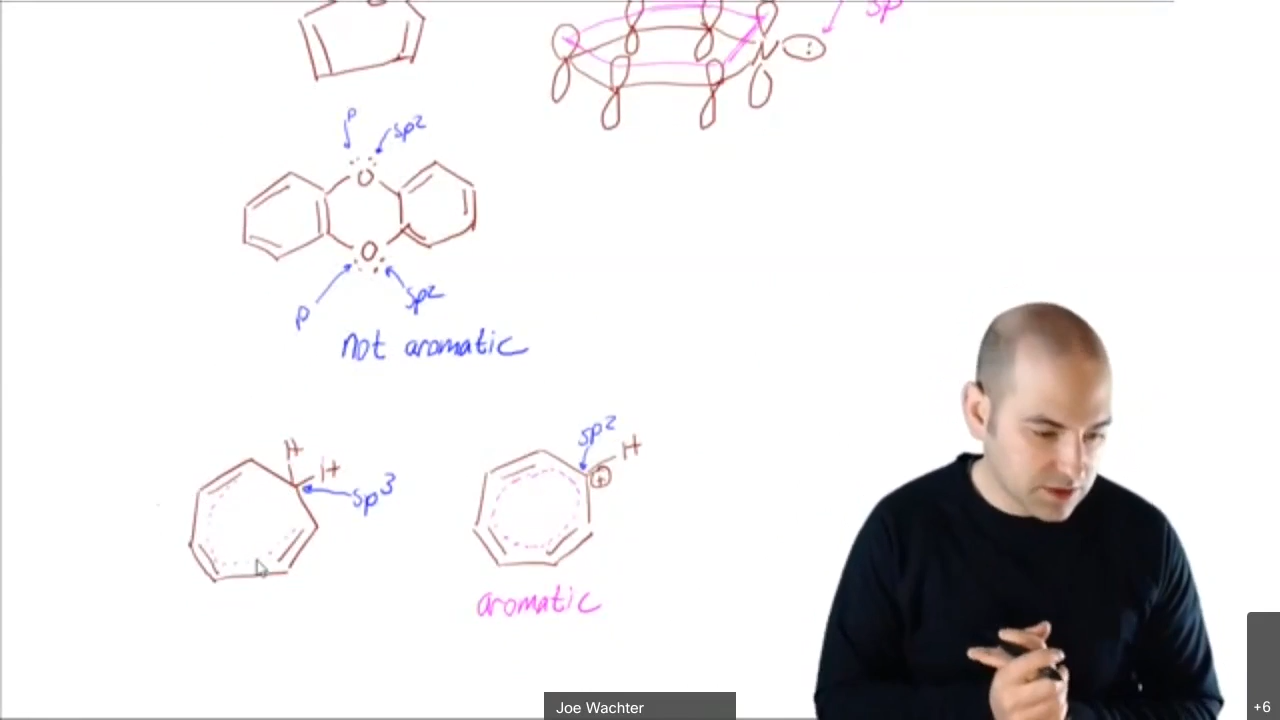 sp
N
:
p
sp2
O
O
p
sp2
not aromatic
H
H
sp3
sp2
H
+
aromatic
Joe Wachter
+6